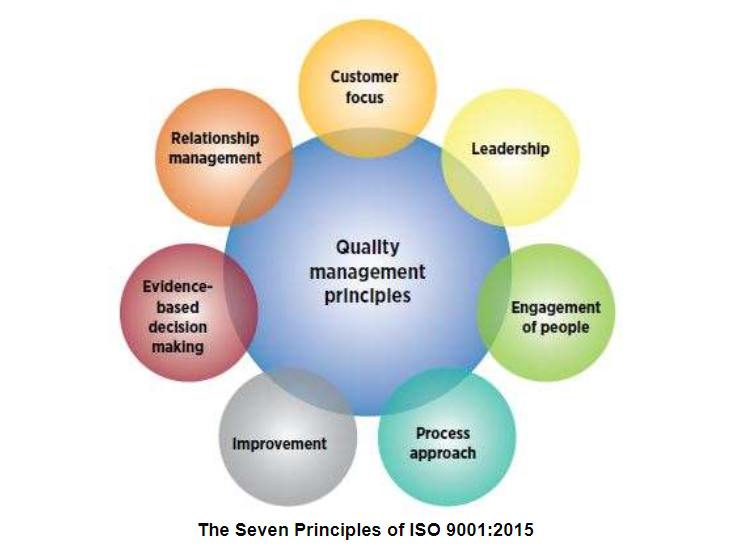 Customer
focus
Leadership
Engagement
of people
Process
approach
Improvement
Evidence-
based
decision
making
Relationship
management
Quality
management
principles
The Seven Principles of ISO 9001:2015